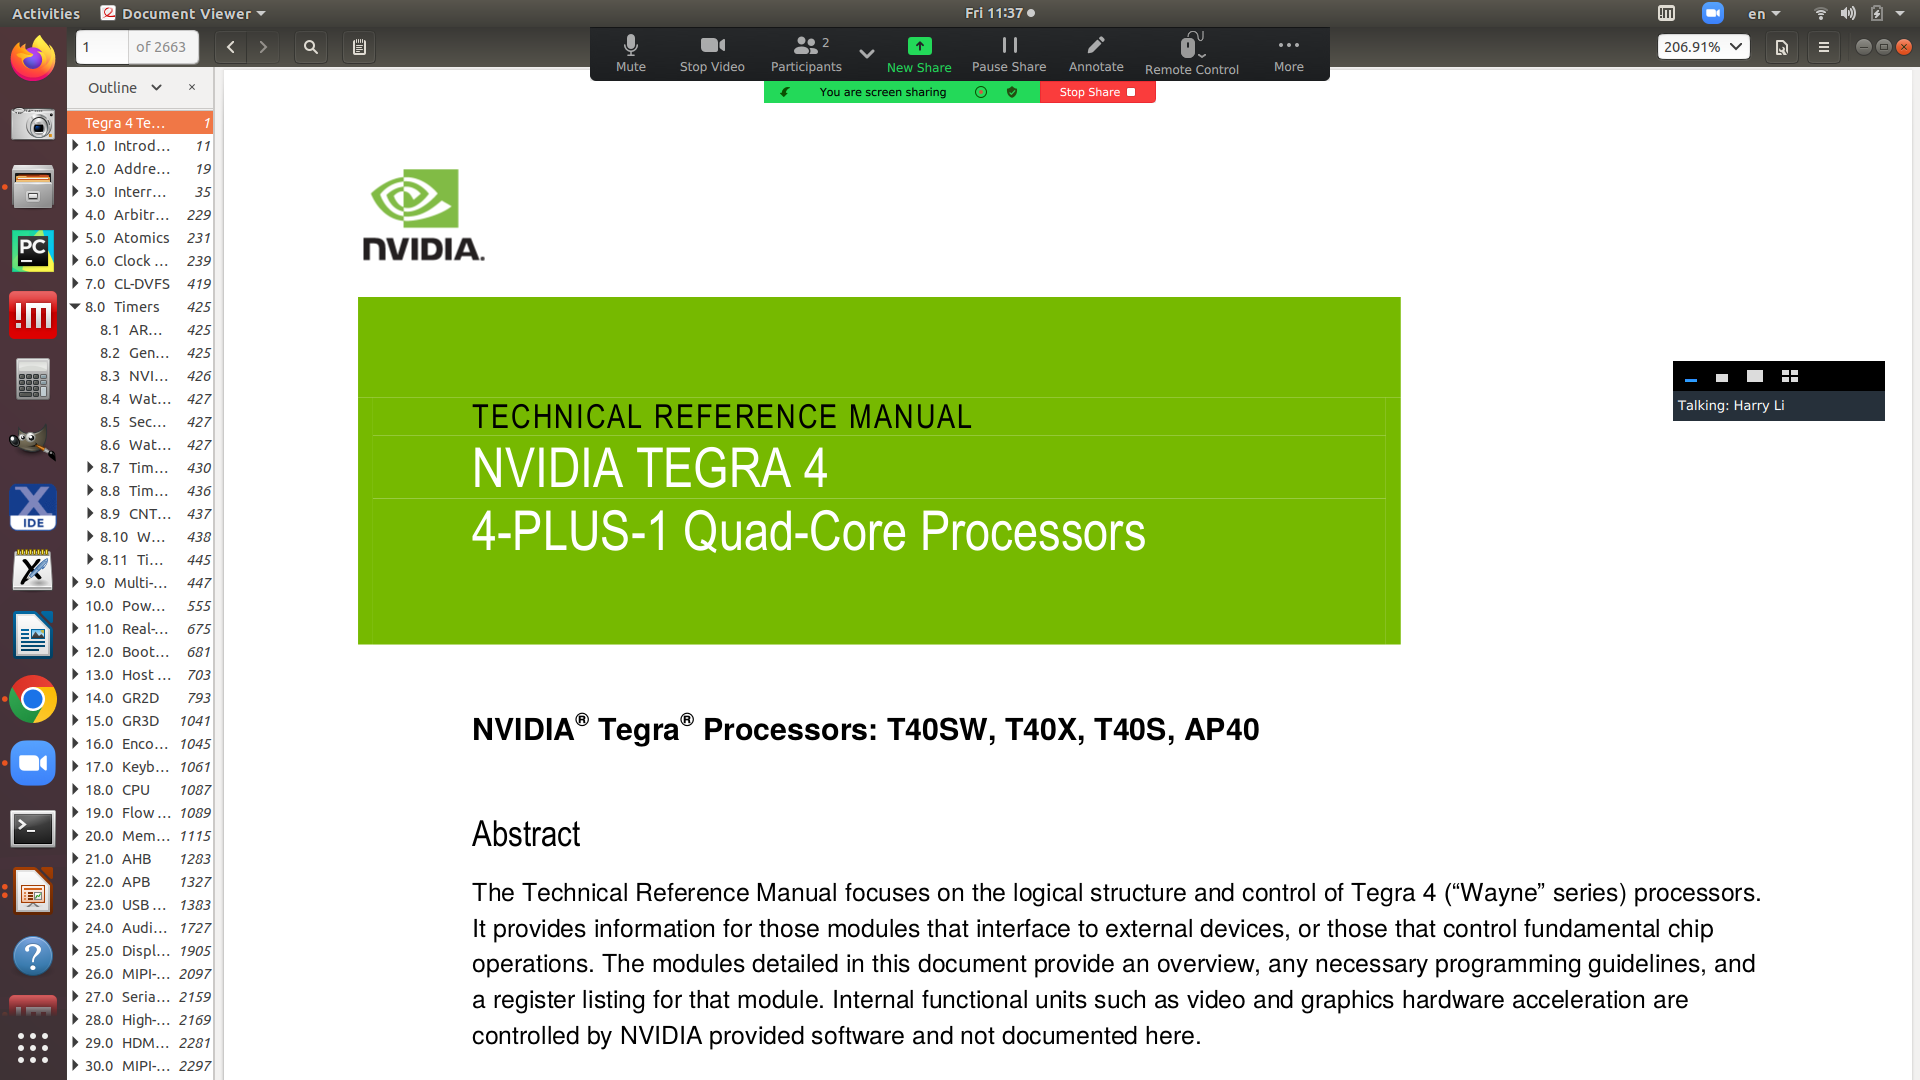 Activities
Document Viewer
Fri 11:37
en
1
of 2663
206.91%
Mute
Stop Video
Participants
2
New Share
Pause Share
Annotate
Remote Control
More
You are screen sharing
Stop Share
Outline
Tegra 4 Te… 1
1.0 Introd… 11
2.0 Addre… 19
3.0 Interr… 35
4.0 Arbitr… 229
5.0 Atomics 231
6.0 Clock … 239
7.0 CL-DVFS 419
8.0 Timers 425
8.1 AR… 425
8.2 Gen… 425
8.3 NVI… 426
8.4 Wat… 427
8.5 Sec… 427
8.6 Wat… 427
8.7 Tim… 430
8.8 Tim… 436
8.9 CNT… 437
8.10 W… 438
8.11 Ti… 445
9.0 Multi-… 447
10.0 Pow… 555
11.0 Real-… 675
12.0 Boot… 681
13.0 Host … 703
14.0 GR2D 793
15.0 GR3D 1041
16.0 Enco… 1045
17.0 Keyb… 1061
18.0 CPU 1087
19.0 Flow … 1089
20.0 Mem… 1115
21.0 AHB 1283
22.0 APB 1327
23.0 USB … 1383
24.0 Audi… 1727
25.0 Displ… 1905
26.0 MIPI-… 2097
27.0 Seria… 2159
28.0 High-… 2169
29.0 HDM… 2281
30.0 MIPI-… 2297
PC
IDE
NVIDIA.
TECHNICAL REFERENCE MANUAL
NVIDIA TEGRA 4
4-PLUS-1 Quad-Core Processors
Talking: Harry Li
NVIDIA® Tegra® Processors: T40SW, T40X, T40S, AP40
Abstract
The Technical Reference Manual focuses on the logical structure and control of Tegra 4 (“Wayne” series) processors.
It provides information for those modules that interface to external devices, or those that control fundamental chip
operations. The modules detailed in this document provide an overview, any necessary programming guidelines, and
a register listing for that module. Internal functional units such as video and graphics hardware acceleration are
controlled by NVIDIA provided software and not documented here.